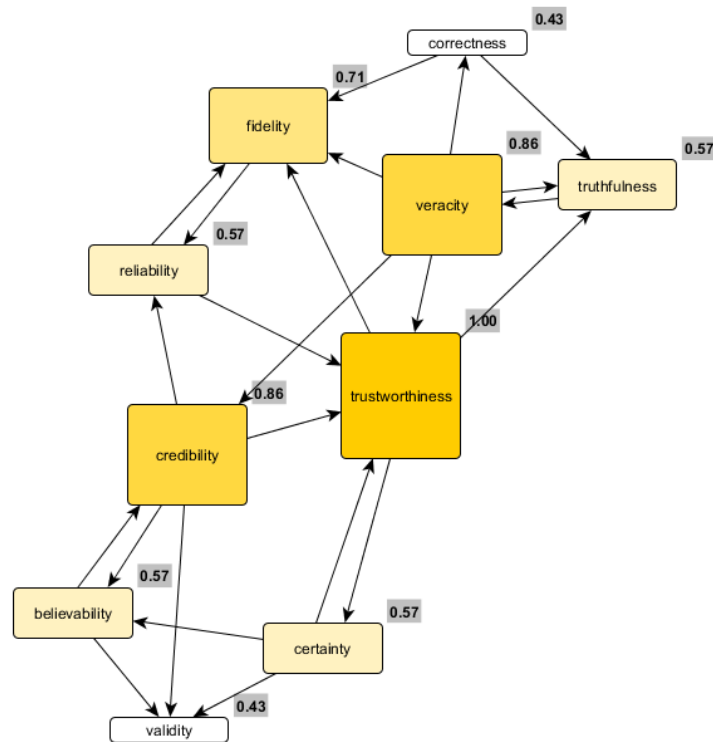 0.43
correctness
0.71
fidelity
0.86
0.57
veracity
truthfulness
0.57
reliability
1.00
trustworthiness
0.86
credibility
0.57
believability
0.57
certainty
0.43
validity